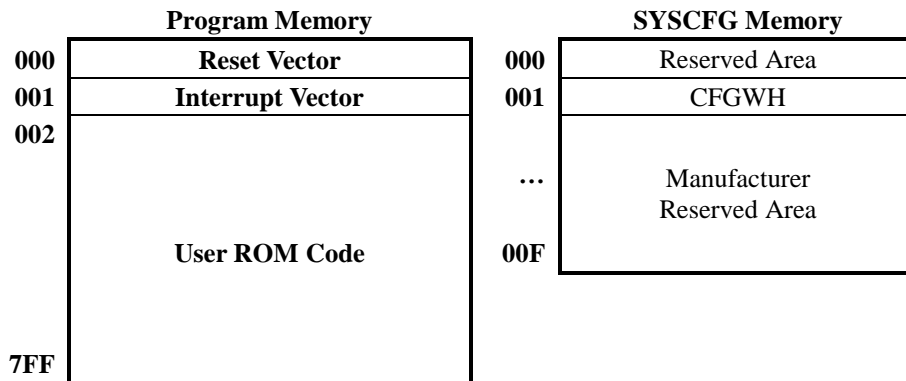 Program Memory
000 Reset Vector
001 Interrupt Vector
002
User ROM Code
7FF
SYSCFG Memory
000 Reserved Area
001 CFGWH
… Manufacturer
Reserved Area
00F